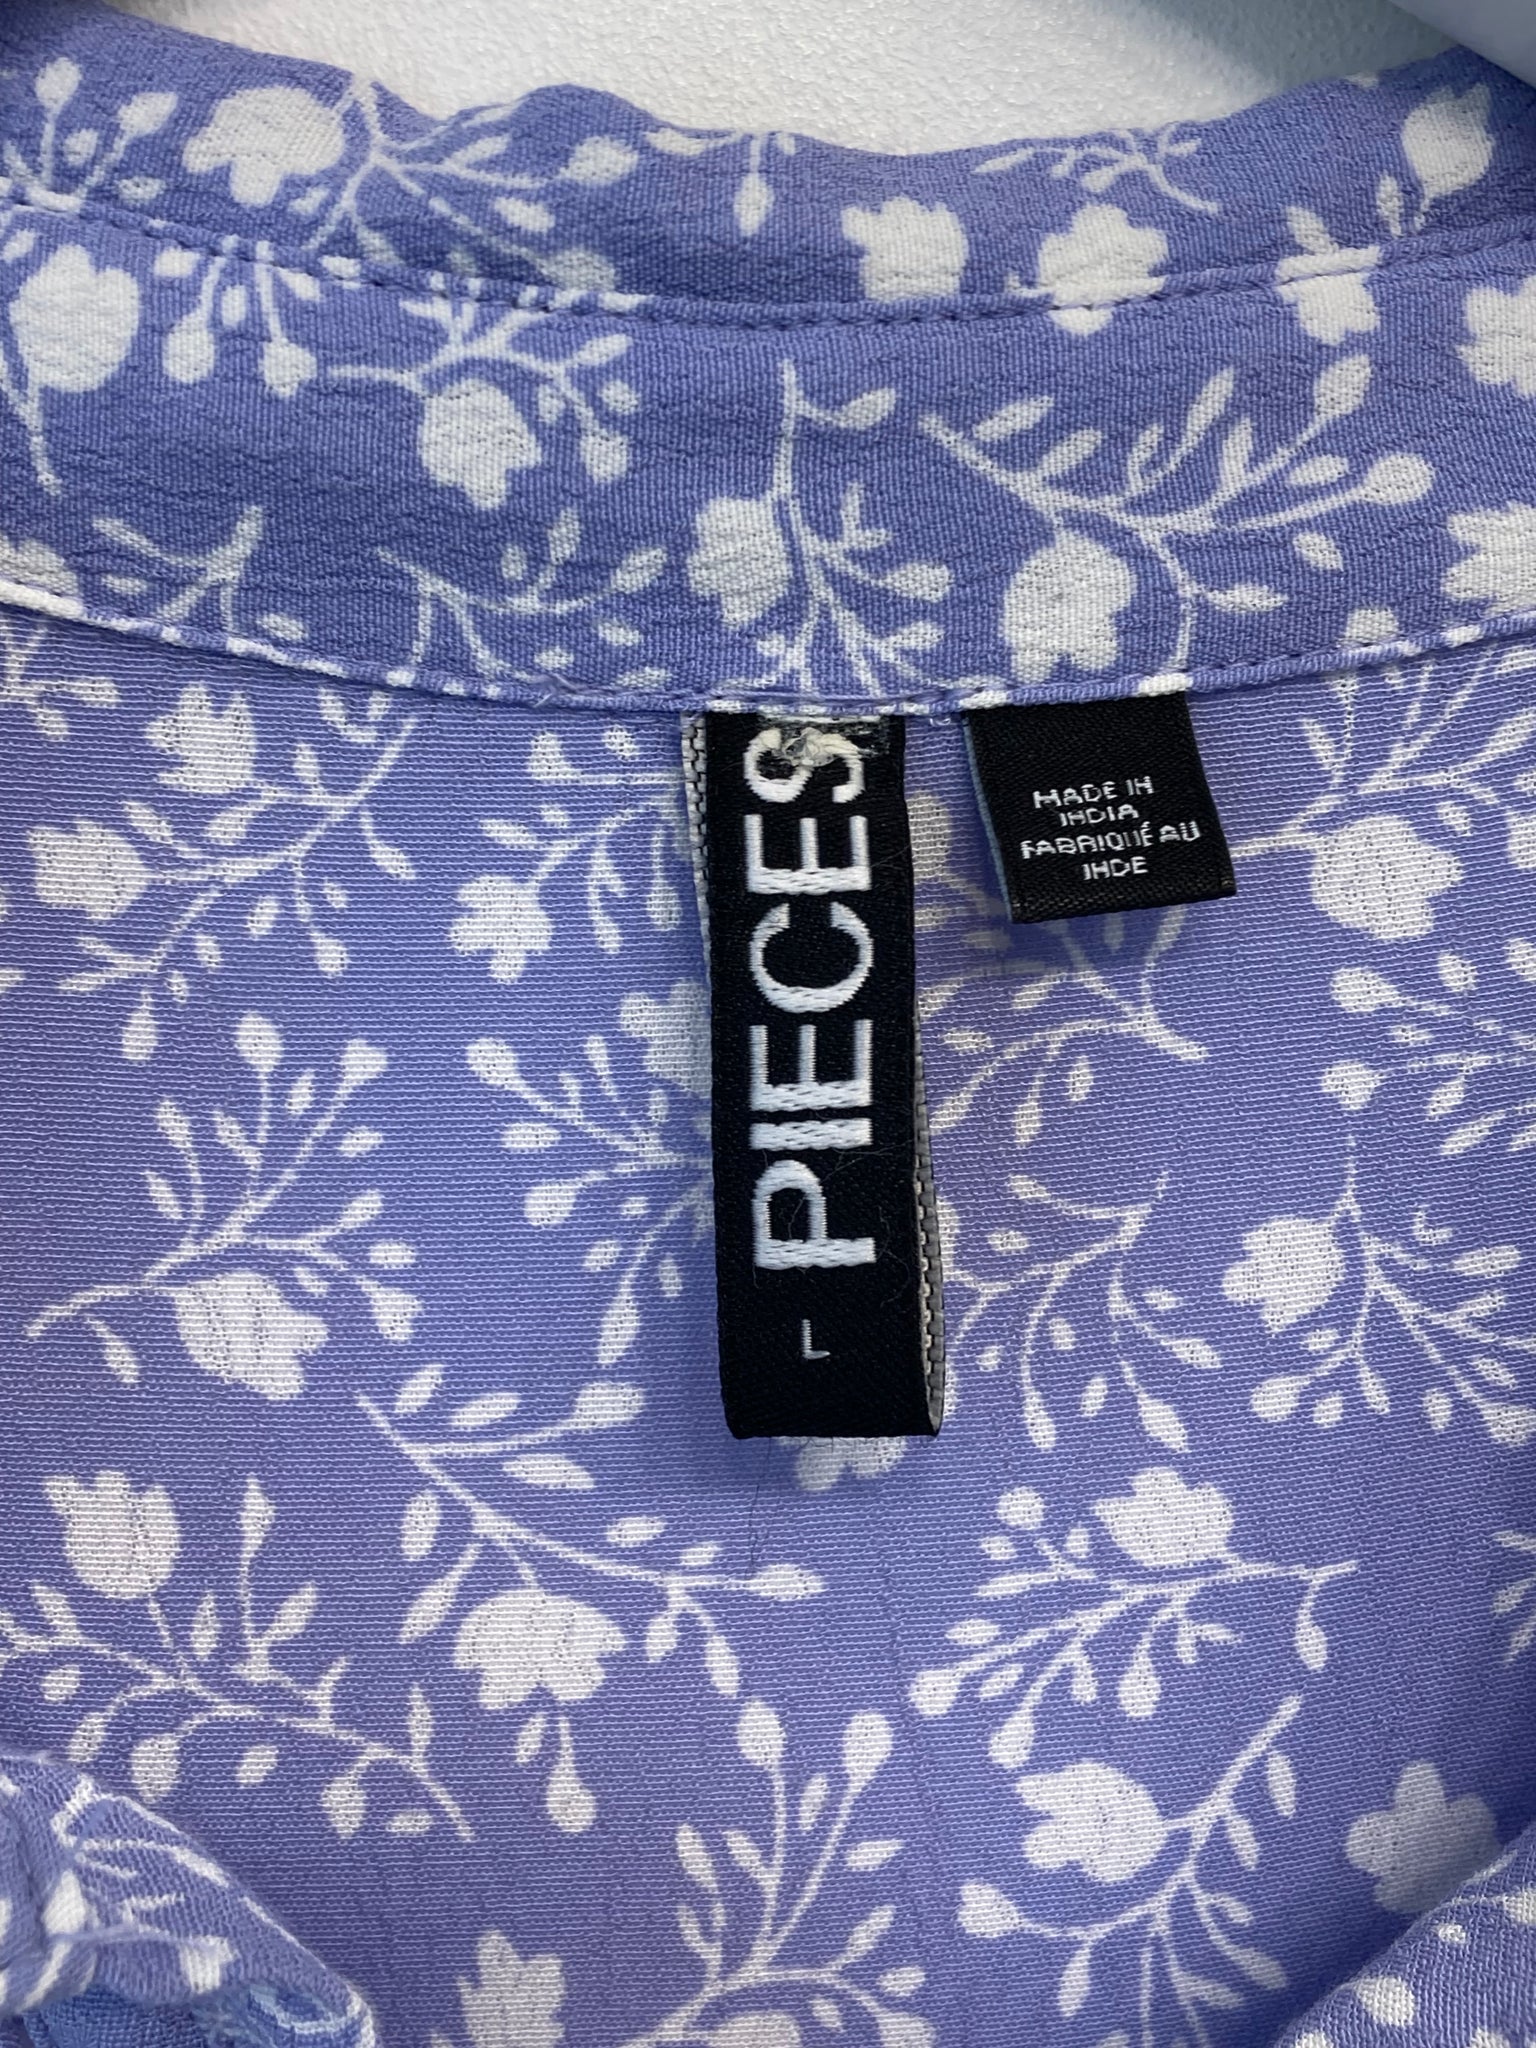 PIECES
L
MADE IN
INDIA
FABRIQUÉ AU
INDE